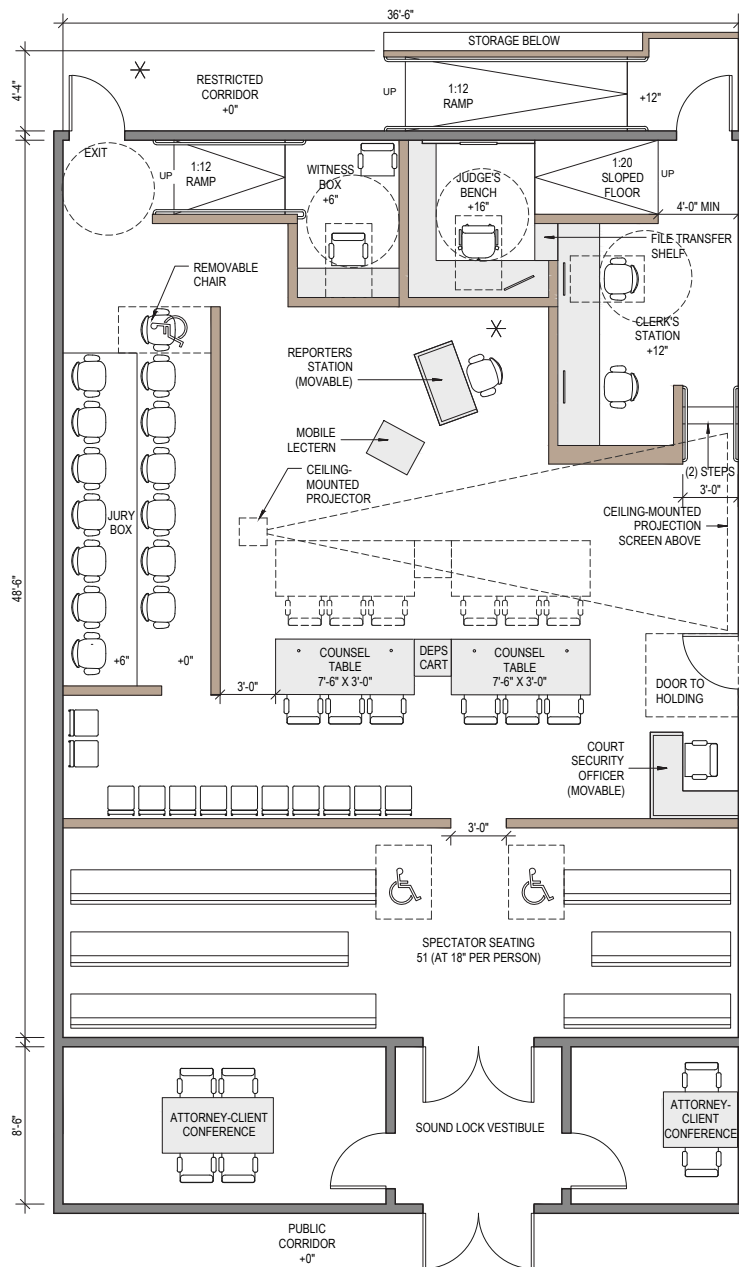 36'-6"
STORAGE BELOW
4'-4"
RESTRICTED
CORRIDOR
+0"
UP
1:12
RAMP
+12"
EXIT
UP
1:12
RAMP
WITNESS
BOX
+6"
JUDGE'S
BENCH
+16"
1:20
SLOPED
FLOOR
UP
4'-0" MIN
FILE TRANSFER
SHELF
REMOVABLE
CHAIR
CLERK'S
STATION
+12"
REPORTERS
STATION
(MOVABLE)
MOBILE
LECTERN
CEILING-
MOUNTED
PROJECTOR
(2) STEPS
3'-0"
CEILING-MOUNTED
PROJECTION
SCREEN ABOVE
JURY
BOX
48'-6"
+6"
+0"
COUNSEL
TABLE
7'-6" X 3'-0"
DEPS
CART
COUNSEL
TABLE
7'-6" X 3'-0"
3'-0"
DOOR TO
HOLDING
COURT
SECURITY
OFFICER
(MOVABLE)
3'-0"
SPECTATOR SEATING
51 (AT 18" PER PERSON)
8'-6"
ATTORNEY-CLIENT
CONFERENCE
SOUND LOCK VESTIBULE
ATTORNEY-
CLIENT
CONFERENCE
PUBLIC
CORRIDOR
+0"